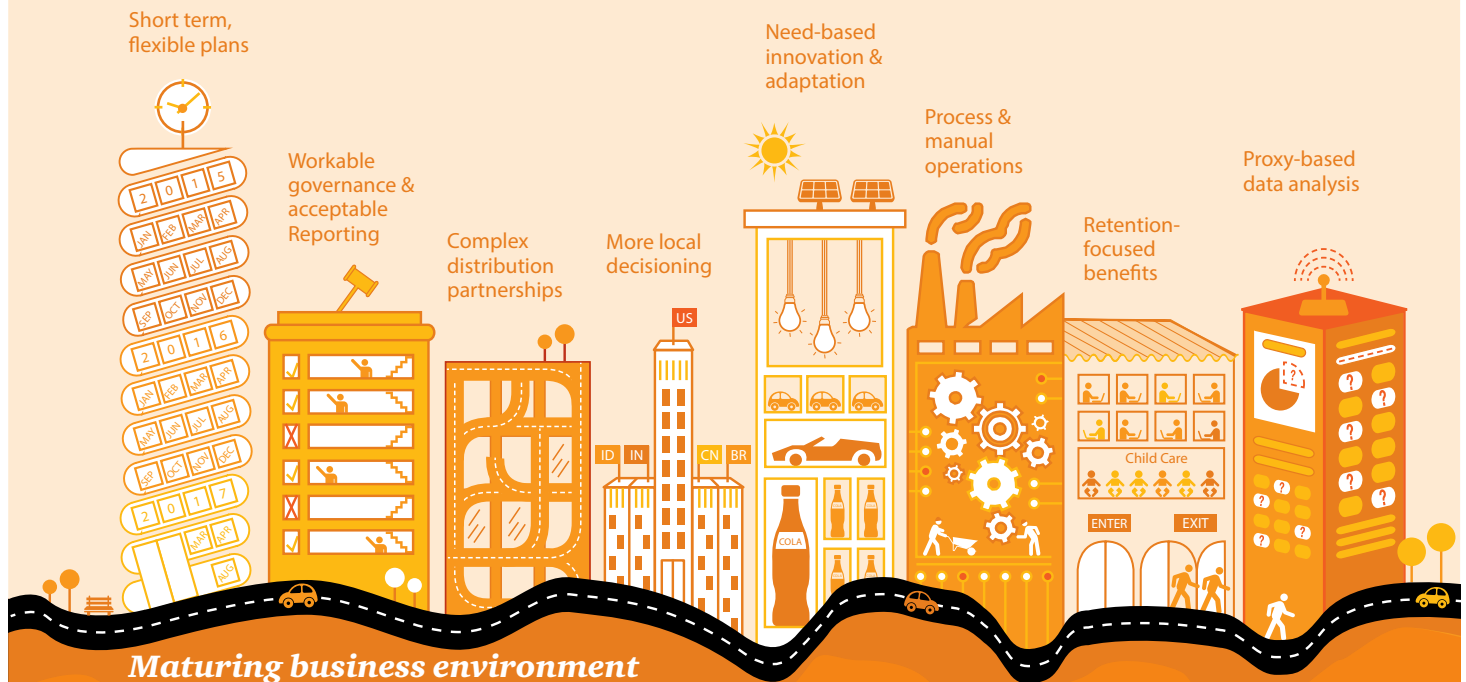 Short term,
flexible plans
Need-based
innovation &
adaptation
Process &
manual
operations
Workable
governance &
acceptable
Reporting
Proxy-based
data analysis
Complex
distribution
partnerships
More local
decisioning
Retention-
focused
benefits
2 0 1 5
JAN FEB MAR APR
MAY JUN JUL AUG
SEP OCT NOV DEC
2 0 1 6
JAN FEB MAR APR
MAY JUN JUL AUG
SEP OCT NOV DEC
2 0 1 7
MAR APR
AUG
US
ID IN CN BR
COLA
Child Care
ENTER EXIT
?
? ?
? ?
? ?
? ?
?
?
?
Maturing business environment